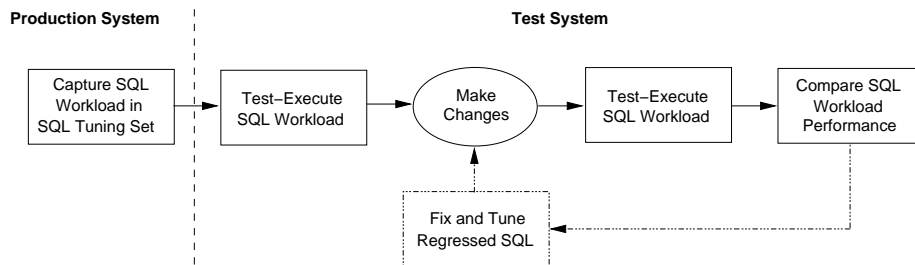 Production System
Test System
Capture SQL
Workload in
SQL Tuning Set
Test−Execute
SQL Workload
Make
Changes
Test−Execute
SQL Workload
Compare SQL
Workload
Performance
Fix and Tune
Regressed SQL